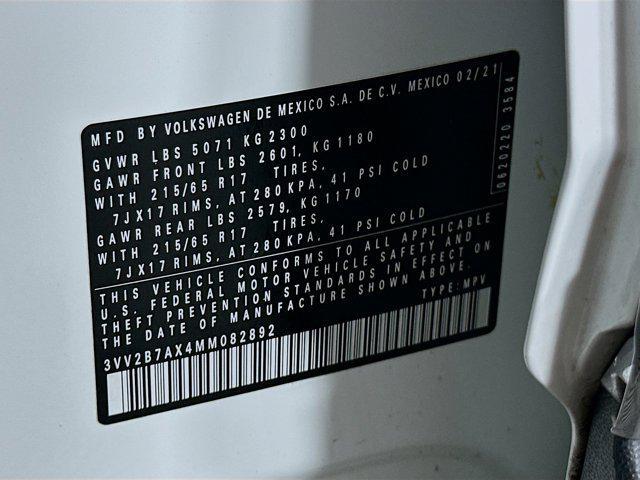 MFD BY VOLKSWAGEN DE MEXICO S.A. DE C.V. MEXICO 02/21
GVWR LBS 5071 KG 2300
GAWR FRONT LBS 2601, KG 1180
WITH 215/65 R17 TIRES,
7JX17 RIMS, AT 280 KPA, 41 PSI COLD
GAWR REAR LBS 2579, KG 1170
WITH 215/65 R17 TIRES,
7JX17 RIMS, AT 280 KPA, 41 PSI COLD
THIS VEHICLE CONFORMS TO ALL APPLICABLE
U.S. FEDERAL MOTOR VEHICLE SAFETY AND
THEFT PREVENTION STANDARDS IN EFFECT ON
THE DATE OF MANUFACTURE SHOWN ABOVE.
3VV2B7AX4MM082892 TYPE: MPV
0620220 3584